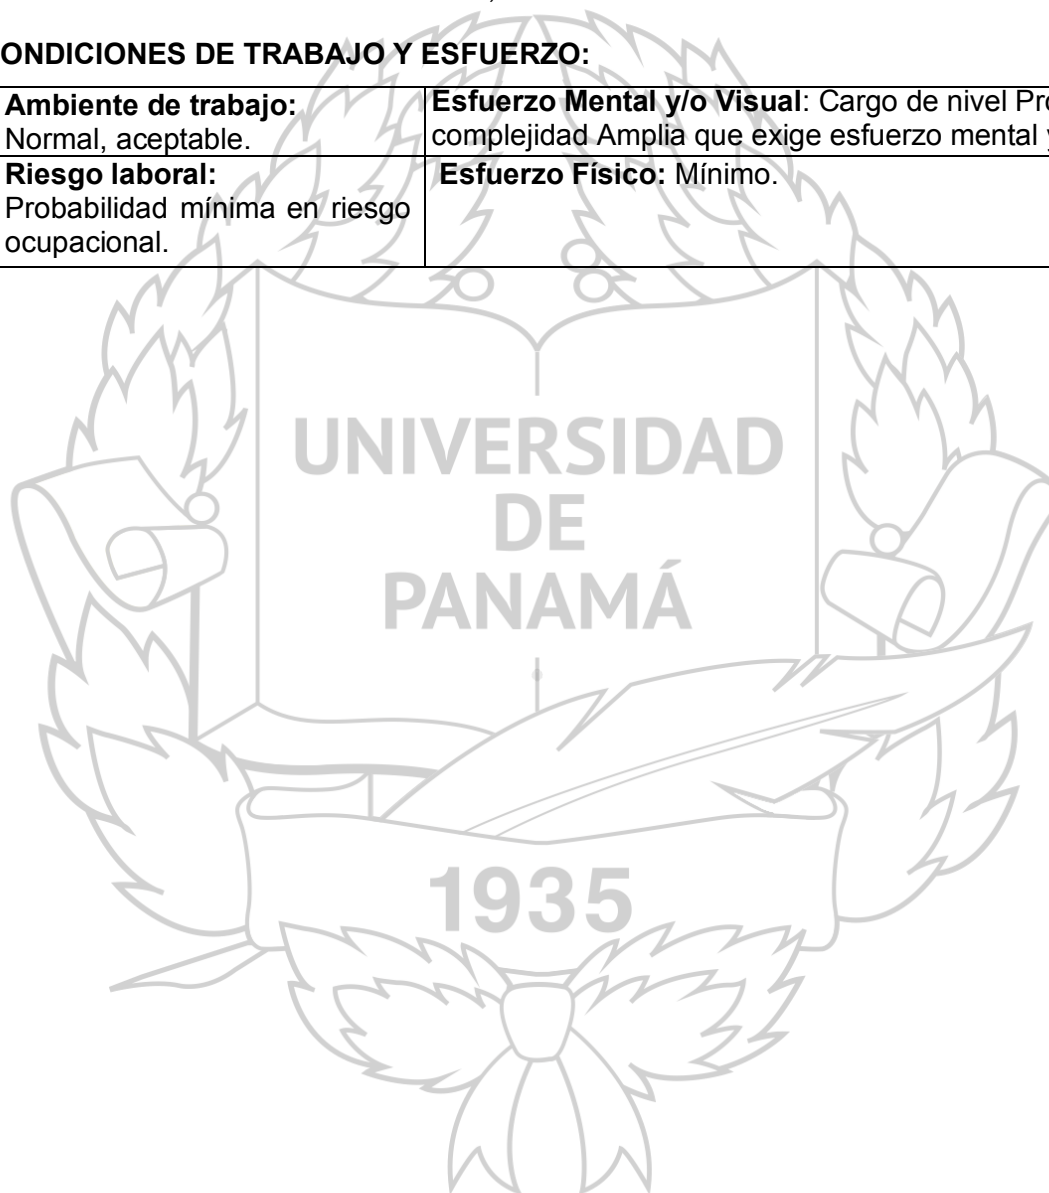 ONDICIONES DE TRABAJO Y ESFUERZO:
Ambiente de trabajo:
Normal, aceptable.
Esfuerzo Mental y/o Visual: Cargo de nivel
complejidad Amplia que exige esfuerzo mental
Riesgo laboral:
Probabilidad mínima en riesgo
ocupacional.
Esfuerzo Físico: Mínimo.
UNIVERSIDAD
DE
PANAMÁ
1935